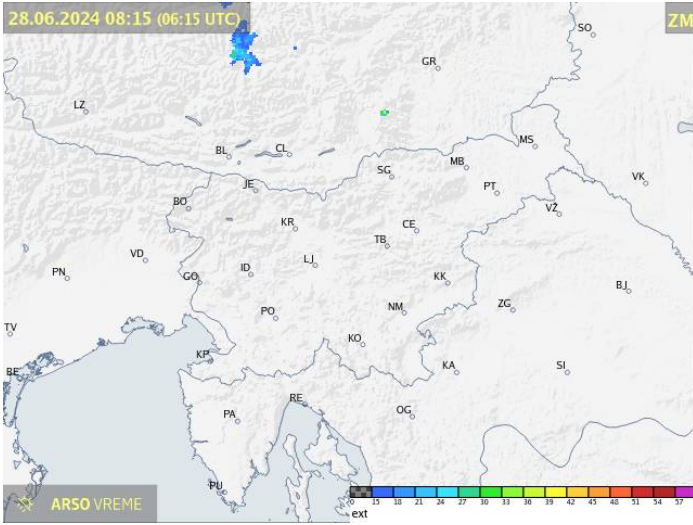 28.06.2024 08:15 (06:15 UTC)
ZM
SO
GR
LZ
MS
BL
CL
MB
SG
VK
JE
PT
BO
VŽ
KR
CE
TB
VD
LJ
PN
GO
ID
KK
BJ
NM
ZG
PO
TV
KO
KP
BE
KA
SI
RE
PA
OG
PU
15 18 21 24 27 30 33 36 39 42 45 48 51 54 57
ARSO VREME
ext